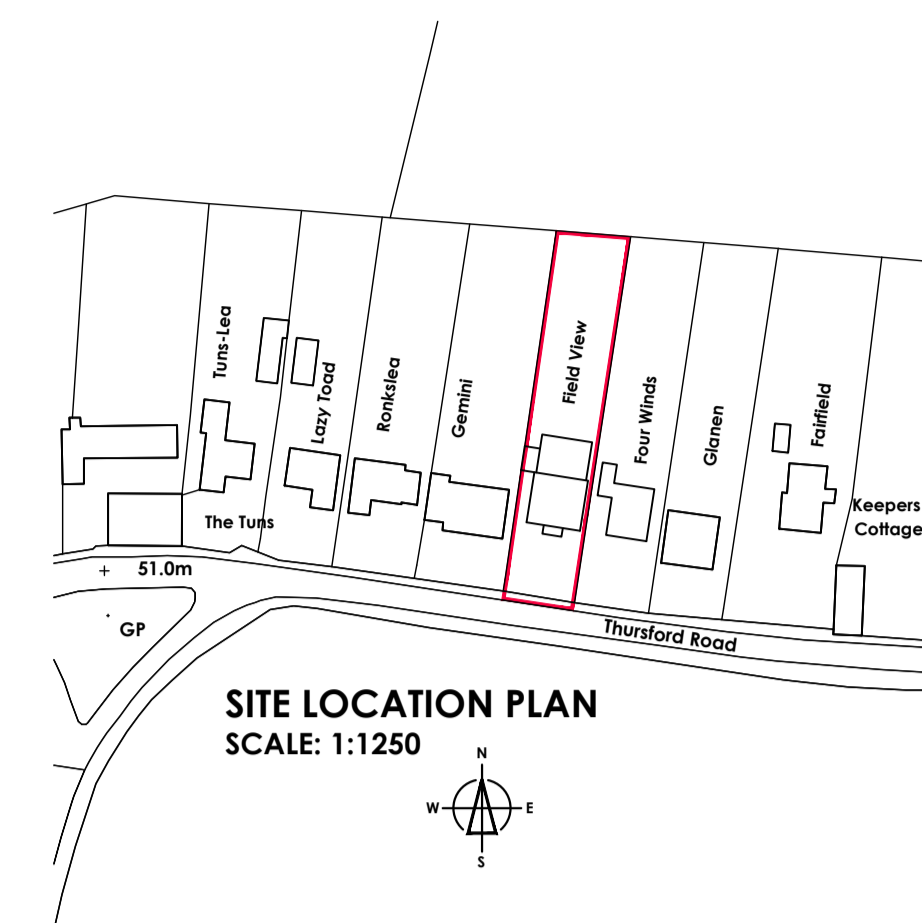 Tuns-Lea
Lazy Toad
Ronkslea
Gemini
Field View
Four Winds
Glanen
Fairfield
Keepers
Cottage
The Tuns
51.0m
GP
Thursford Road
SITE LOCATION PLAN
SCALE: 1:1250
N
W
E
S